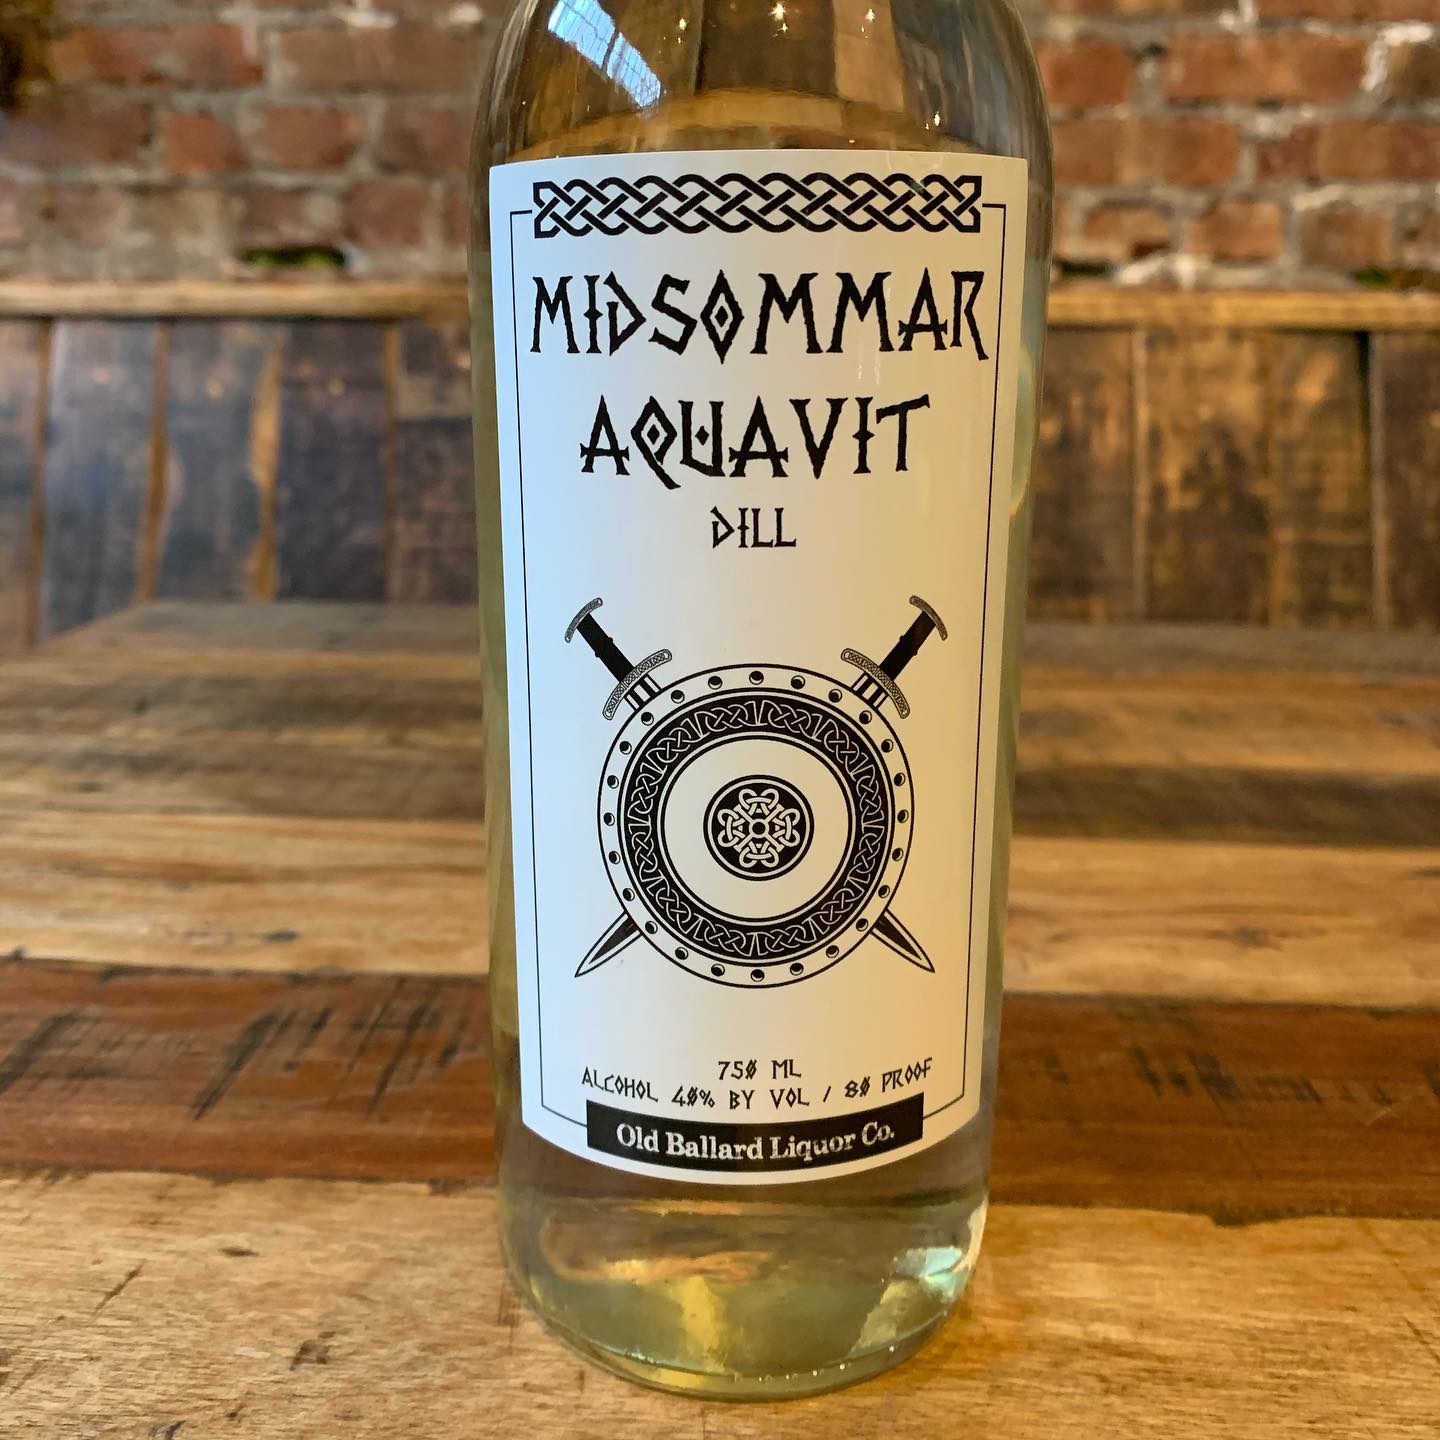 MIDSOMMAR
AQUAVIT
DILL
750 ML
ALCOHOL 40% BY VOL / 80 PROOF
Old Ballard Liquor Co.